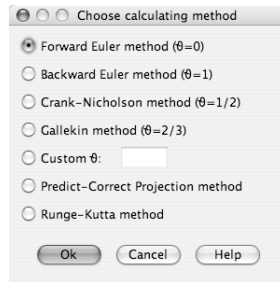 Choose calculating method
Forward Euler method (θ=0)
Backward Euler method (θ=1)
Crank-Nicholson method (θ=1/2)
Gallekin method (θ=2/3)
Custom θ:
Predict-Correct Projection method
Runge-Kutta method
Ok Cancel Help